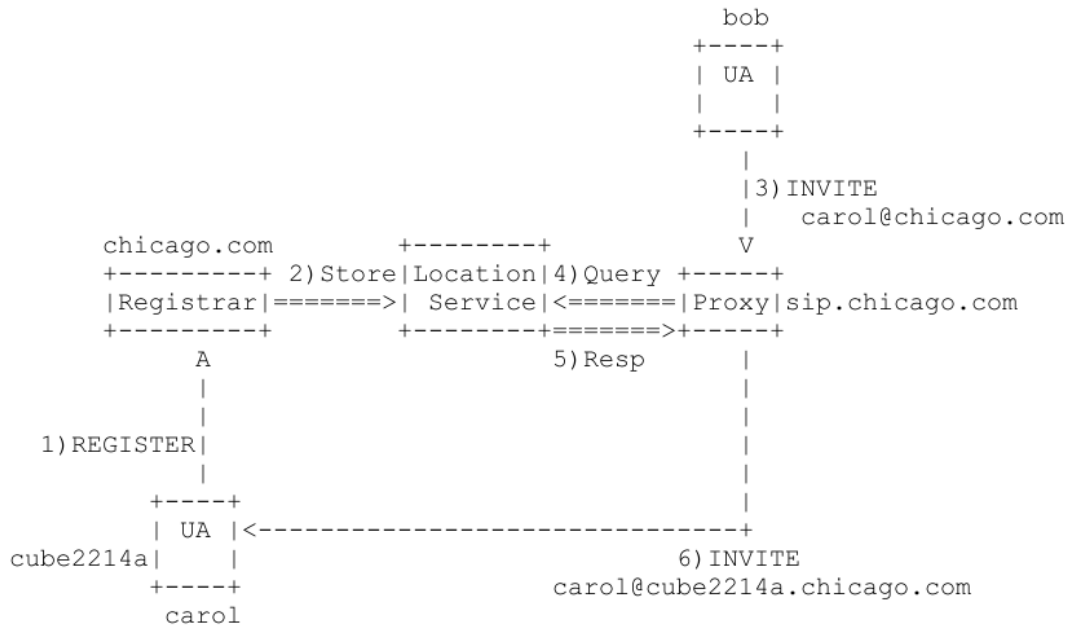 bob
+----+
| UA |
|    |
+----+
|
|3)INVITE
|   carol@chicago.com
chicago.com        +--------+            V
+---------+ 2)Store|Location|4)Query +-----+
|Registrar|=======>| Service|<=======|Proxy|sip.chicago.com
+---------+        +--------+=======>+-----+
A                      5)Resp      |
|                                  |
|                                  |
1)REGISTER|                                  |
|                                  |
+----+                                |
| UA |<-------------------------------+
cube2214a|    |                            6)INVITE
+----+                    carol@cube2214a.chicago.com
carol